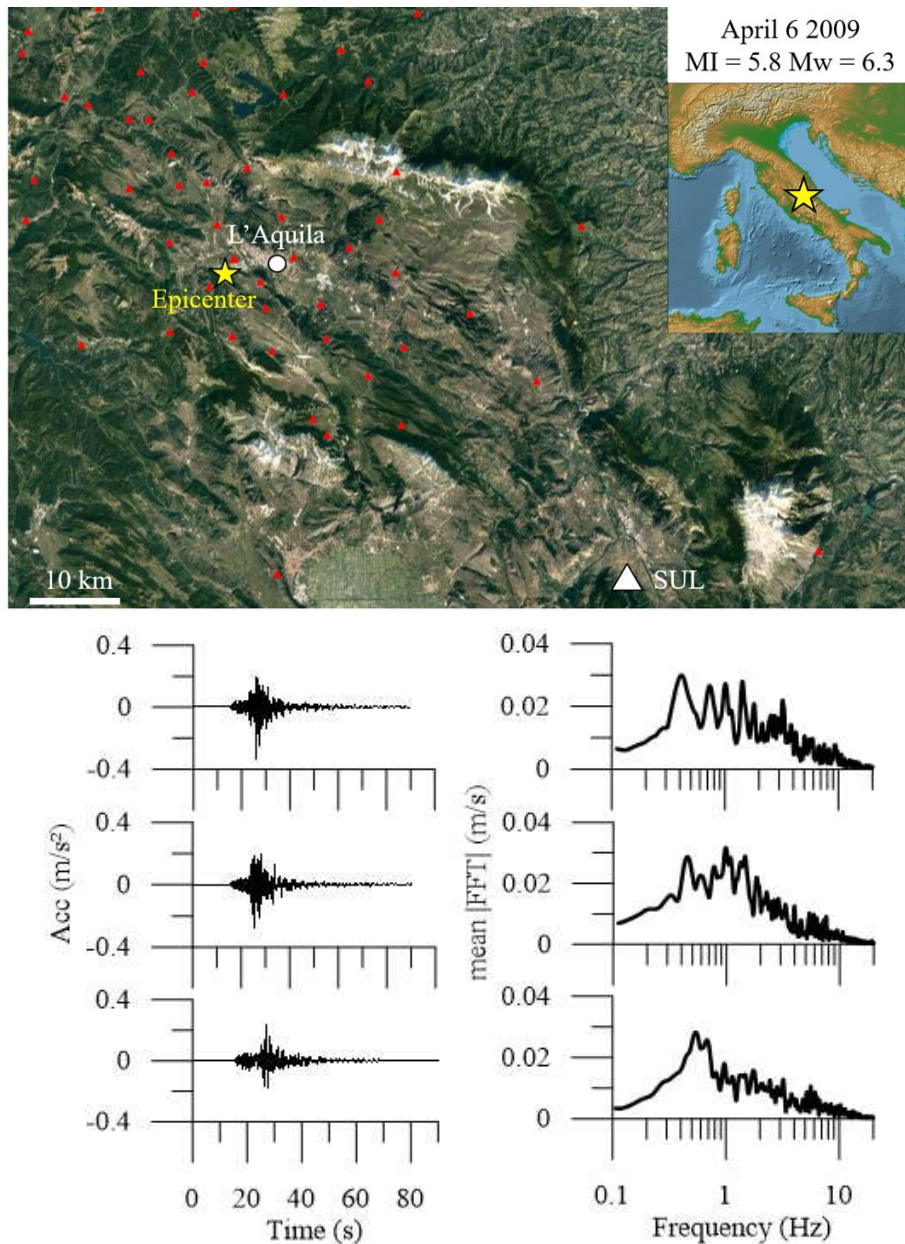 April 6 2009
MI = 5.8 Mw = 6.3
L'Aquila
Epicenter
10 km
SUL
0.4
0
-0.4
0.4
0
-0.4
0.4
0
-0.4
Acc (m/s²)
0 20 40 60 80
Time (s)
0.04
0.02
0
0.04
0.02
0
0.04
0.02
0
mean |FFT| (m/s)
0.1 1 10
Frequency (Hz)